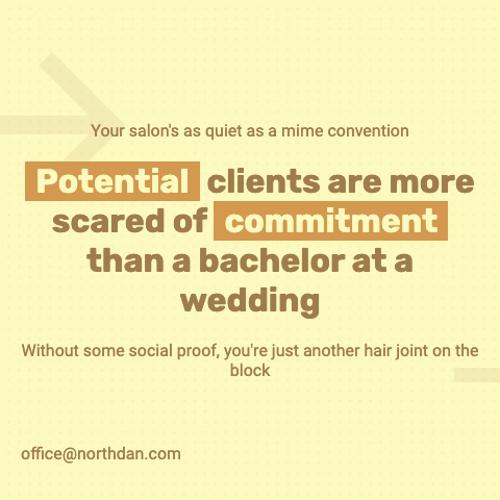 Your salon's as quiet as a mime convention
Potential clients are more
scared of commitment
than a bachelor at a
wedding
Without some social proof, you're just another hair joint on the
block
office@northdan.com